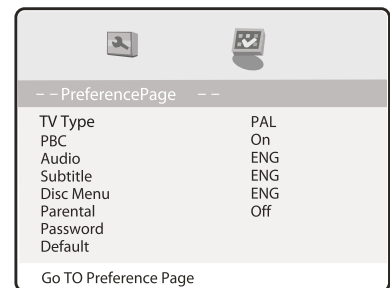 – – PreferencePage – –
TV Type PAL
PBC On
Audio ENG
Subtitle ENG
Disc Menu ENG
Parental Off
Password
Default
Go TO Preference Page